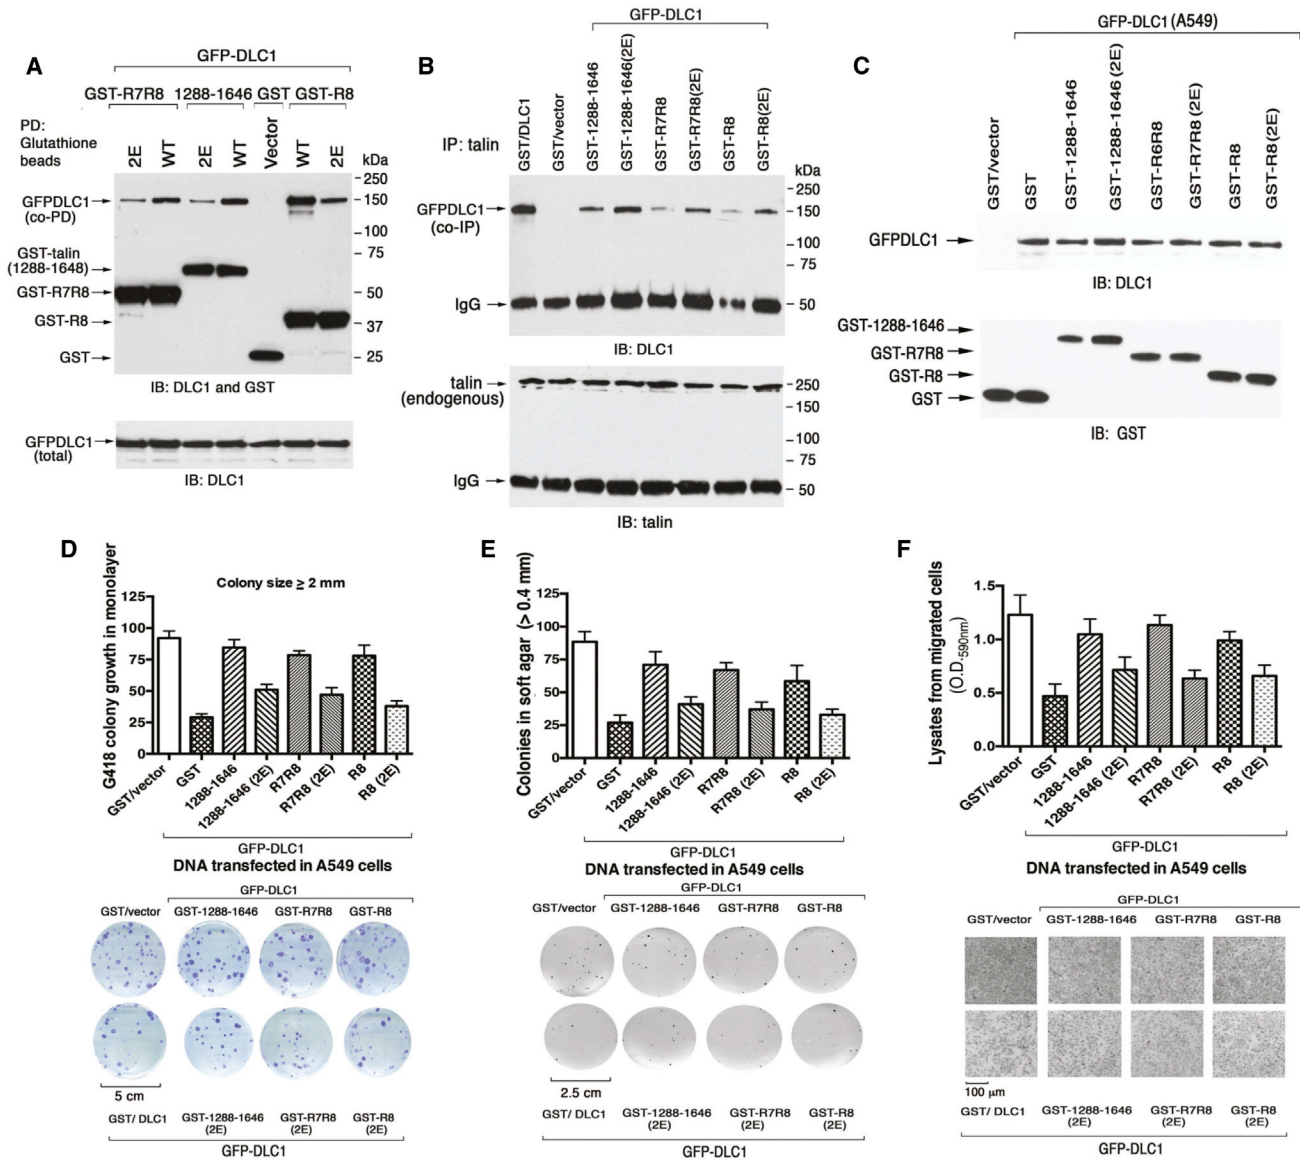 A
GFP-DLC1
GST-R7R8 1288-1646 GST GST-R8
PD:
Glutathione
beads
2E WT 2E WT Vector WT 2E
kDa
GFPDLC1
(co-PD)
GST-talin
(1288-1648)
GST-R7R8
GST-R8
GST
250
150
100
75
50
37
25
IB: DLC1 and GST
GFPDLC1
(total)
IB: DLC1
B
GFP-DLC1
IP: talin
GST/DLC1
GST/vector
GST-1288-1646
GST-1288-1646(2E)
GST-R7R8
GST-R7R8(2E)
GST-R8
GST-R8(2E)
kDa
GFPDLC1
(co-IP)
IgG
250
150
100
75
50
IB: DLC1
talin
(endogenous)
IgG
250
150
100
75
50
IB: talin
C
GFP-DLC1 (A549)
GST/vector
GST
GST-1288-1646
GST-1288-1646 (2E)
GST-R6R8
GST-R7R8 (2E)
GST-R8
GST-R8 (2E)
GFPDLC1
IB: DLC1
GST-1288-1646
GST-R7R8
GST-R8
GST
IB: GST
D
G418 colony growth in monolayer
Colony size ≥ 2 mm
125
100
75
50
25
0
GST/vector
GST
1288-1646
1288-1646 (2E)
R7R8
R7R8 (2E)
R8
R8 (2E)
GFP-DLC1
DNA transfected in A549 cells
GFP-DLC1
GST/vector GST-1288-1646 GST-R7R8 GST-R8
5 cm
GST/ DLC1 GST-1288-1646 (2E) GST-R7R8 (2E) GST-R8 (2E)
GFP-DLC1
E
Colonies in soft agar (> 0.4 mm)
125
100
75
50
25
0
GST/vector
GST
1288-1646
1288-1646 (2E)
R7R8
R7R8 (2E)
R8
R8 (2E)
GFP-DLC1
DNA transfected in A549 cells
GFP-DLC1
GST/vector GST-1288-1646 GST-R7R8 GST-R8
2.5 cm
GST/ DLC1 GST-1288-1646 (2E) GST-R7R8 (2E) GST-R8 (2E)
GFP-DLC1
F
Lysates from migrated cells
(O.D.590nm)
1.5
1.0
0.5
0.0
GST/vector
GST
1288-1646
1288-1646 (2E)
R7R8
R7R8 (2E)
R8
R8 (2E)
GFP-DLC1
DNA transfected in A549 cells
GFP-DLC1
GST/vector GST-1288-1646 GST-R7R8 GST-R8
100 µm
GST/ DLC1 GST-1288-1646 (2E) GST-R7R8 (2E) GST-R8 (2E)
GFP-DLC1